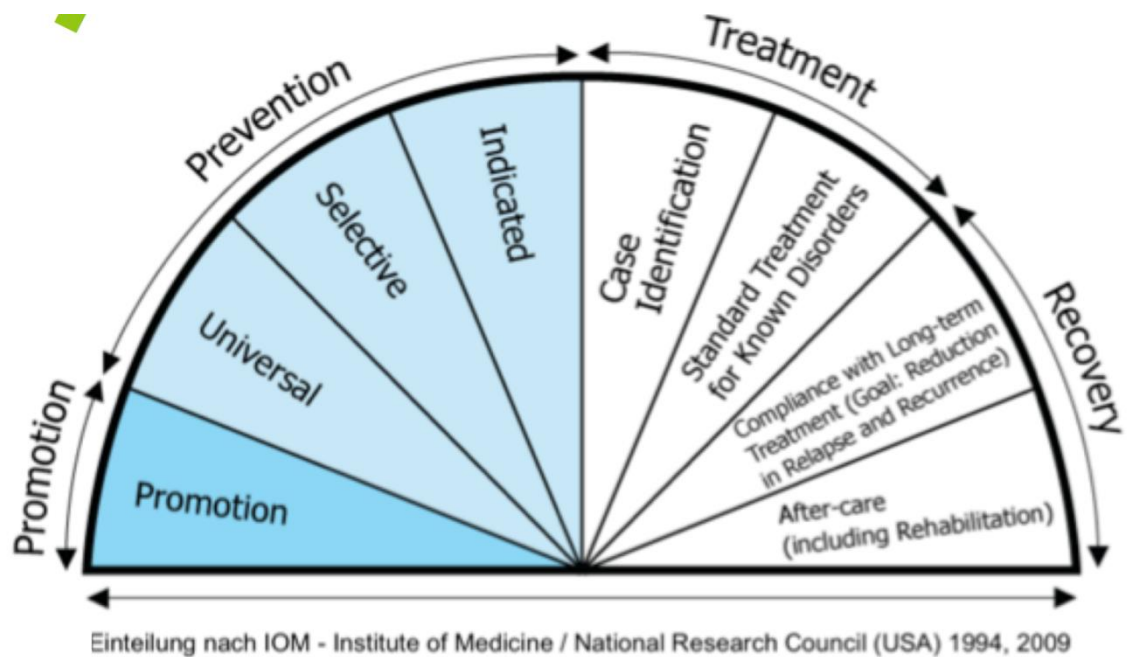 Promotion
Prevention
Treatment
Recovery
Promotion
Universal
Selective
Indicated
Case
Identification
Standard Treatment
for Known Disorders
Compliance with Long-term
Treatment (Goal: Reduction
in Relapse and Recurrence)
After-care
(including Rehabilitation)
Einteilung nach IOM - Institute of Medicine / National Research Council (USA) 1994, 2009